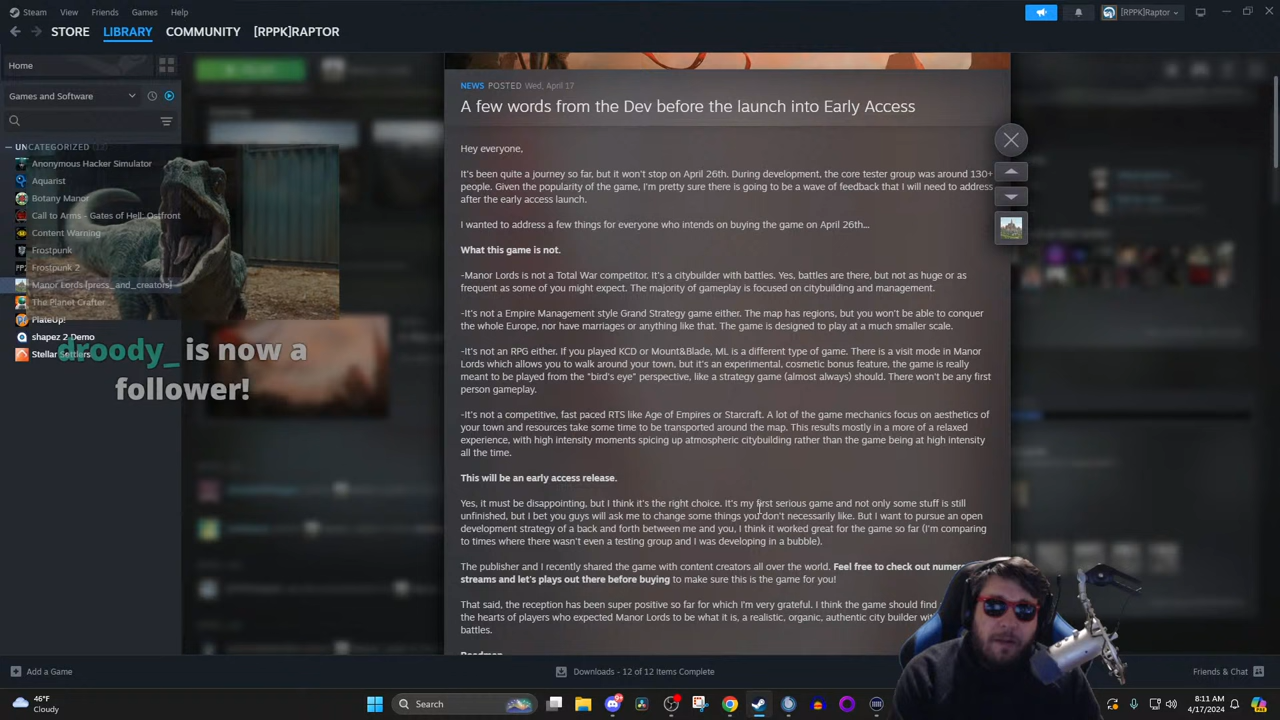 Steam View Friends Games Help
[RPPK]Raptor
STORE LIBRARY COMMUNITY [RPPK]RAPTOR
Home
Games and Software
UNCATEGORIZED
Anonymous Hacker Simulator
Aquarist
Botany Manor
Call to Arms - Gates of Hell: Ostfront
Content Warning
Frostpunk
Frostpunk 2
Manor Lords [press_and_creators]
The Planet Crafter
PlateUp!
shapez 2 Demo
Stellar Settlers
droody_ is now a
follower!
NEWS POSTED Wed, April 17
A few words from the Dev before the launch into Early Access
Hey everyone,
It's been quite a journey so far, but it won't stop on April 26th. During development, the core tester group was around 130+
people. Given the popularity of the game, I'm pretty sure there is going to be a wave of feedback that I will need to address
after the early access launch.
I wanted to address a few things for everyone who intends on buying the game on April 26th...
What this game is not.
-Manor Lords is not a Total War competitor. It's a citybuilder with battles. Yes, battles are there, but not as huge or as
frequent as some of you might expect. The majority of gameplay is focused on citybuilding and management.
-It's not a Empire Management style Grand Strategy game either. The map has regions, but you won't be able to conquer
the whole Europe, nor have marriages or anything like that. The game is designed to play at a much smaller scale.
-It's not an RPG either. If you played KCD or Mount&Blade, ML is a different type of game. There is a visit mode in Manor
Lords which allows you to walk around your town, but it's an experimental, cosmetic bonus feature, the game is really
meant to be played from the "bird's eye" perspective, like a strategy game (almost always) should. There won't be any first
person gameplay.
-It's not a competitive, fast paced RTS like Age of Empires or Starcraft. A lot of the game mechanics focus on aesthetics of
your town and resources take some time to be transported around the map. This results mostly in a more of a relaxed
experience, with high intensity moments spicing up atmospheric citybuilding rather than the game being at high intensity
all the time.
This will be an early access release.
Yes, it must be disappointing, but I think it's the right choice. It's my first serious game and not only some stuff is still
unfinished, but I bet you guys will ask me to change some things you don't necessarily like. But I want to pursue an open
development strategy of a back and forth between me and you, I think it worked great for the game so far (I'm comparing
to times where there wasn't even a testing group and I was developing in a bubble).
The publisher and I recently shared the game with content creators all over the world. Feel free to check out
streams and let's plays out there before buying to make sure this is the game for you!
That said, the reception has been super positive so far for which I'm very grateful. I think the game should find
the hearts of players who expected Manor Lords to be what it is, a realistic, organic, authentic city builder
battles.
Add a Game
Downloads - 12 of 12 Items Complete
Friends & Chat
46°F
Cloudy
Search
8:11 AM
4/17/2024